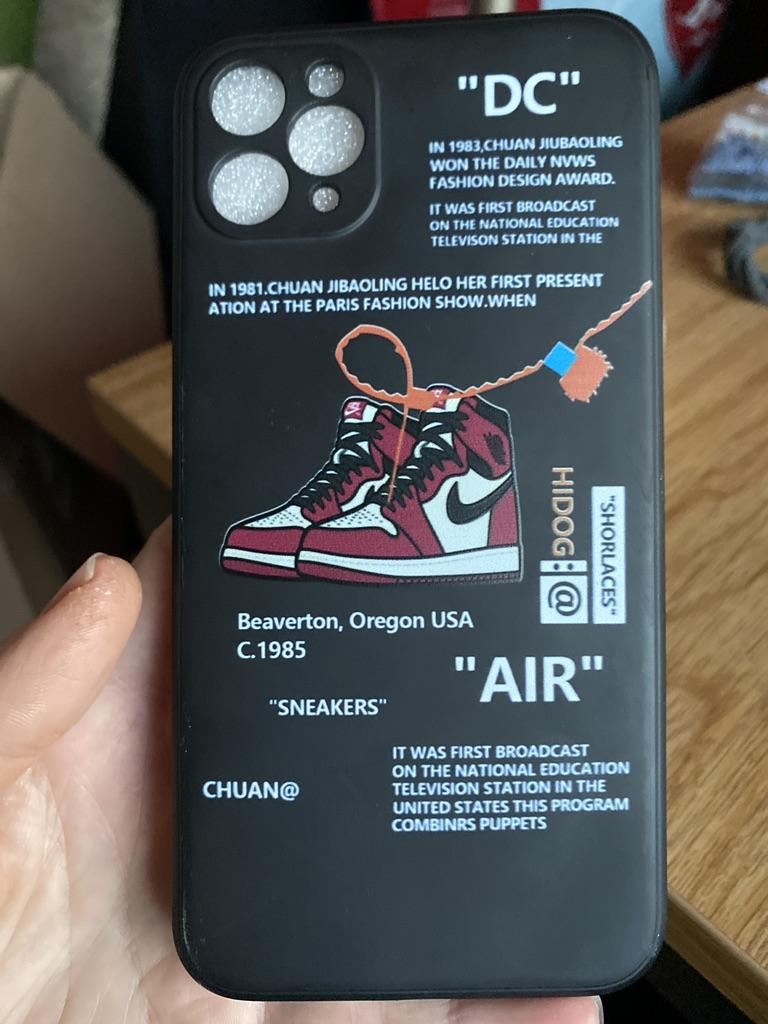 "DC"
IN 1983,CHUAN JIUBAOLING
WON THE DAILY NVWS
FASHION DESIGN AWARD.
IT WAS FIRST BROADCAST
ON THE NATIONAL EDUCATION
TELEVISON STATION IN THE
IN 1981.CHUAN JIBAOLING HELO HER FIRST PRESENT
ATION AT THE PARIS FASHION SHOW.WHEN
HIDOG:@
"SHORLACES"
Beaverton, Oregon USA
C.1985
"AIR"
"SNEAKERS"
IT WAS FIRST BROADCAST
ON THE NATIONAL EDUCATION
TELEVISION STATION IN THE
UNITED STATES THIS PROGRAM
COMBINRS PUPPETS
CHUAN@